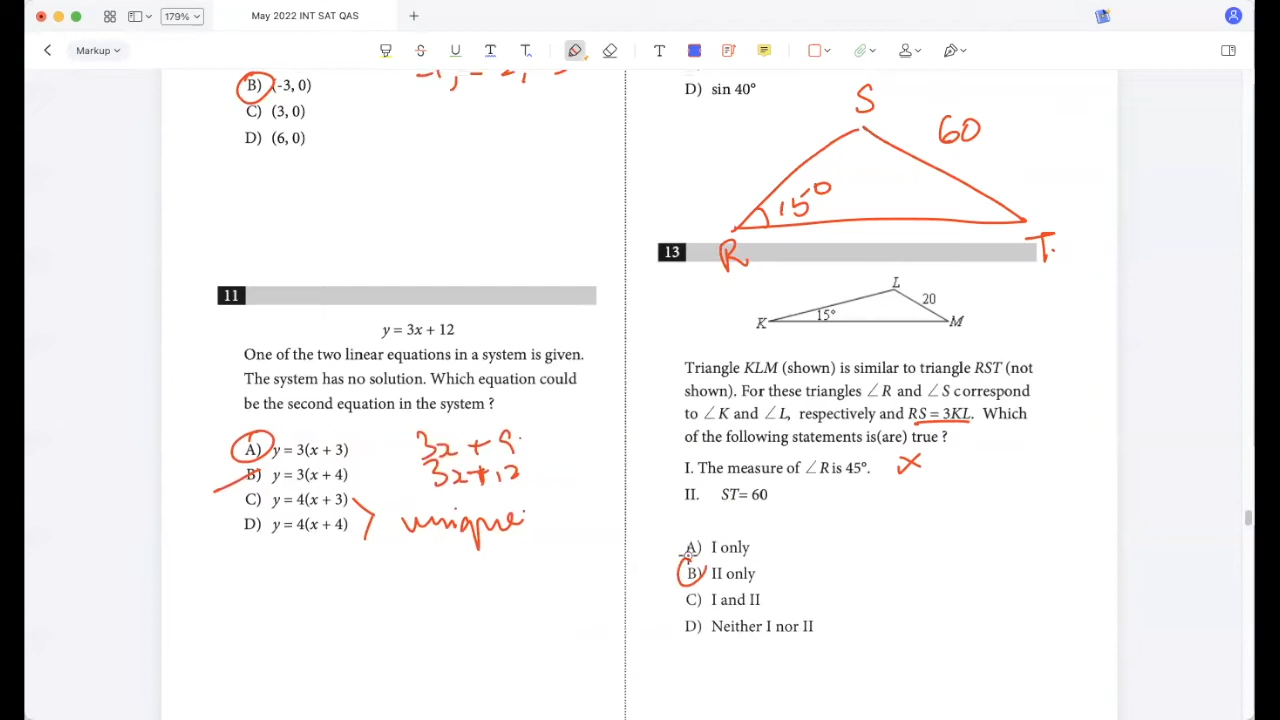 May 2022 INT SAT QAS
179%
Markup
B) (-3, 0)
C) (3, 0)
D) (6, 0)
11
y = 3x + 12
One of the two linear equations in a system is given.
The system has no solution. Which equation could
be the second equation in the system ?
A) y = 3(x + 3) 3x + 9
B) y = 3(x + 4) 3x + 12
C) y = 4(x + 3)
D) y = 4(x + 4) unique
D) sin 40°
S
60
15°
R
T
13
L
20
15°
K
M
Triangle KLM (shown) is similar to triangle RST (not
shown). For these triangles ∠R and ∠S correspond
to ∠K and ∠L, respectively and RS = 3KL. Which
of the following statements is(are) true ?
I. The measure of ∠R is 45°.
II. ST= 60
A) I only
B) II only
C) I and II
D) Neither I nor II